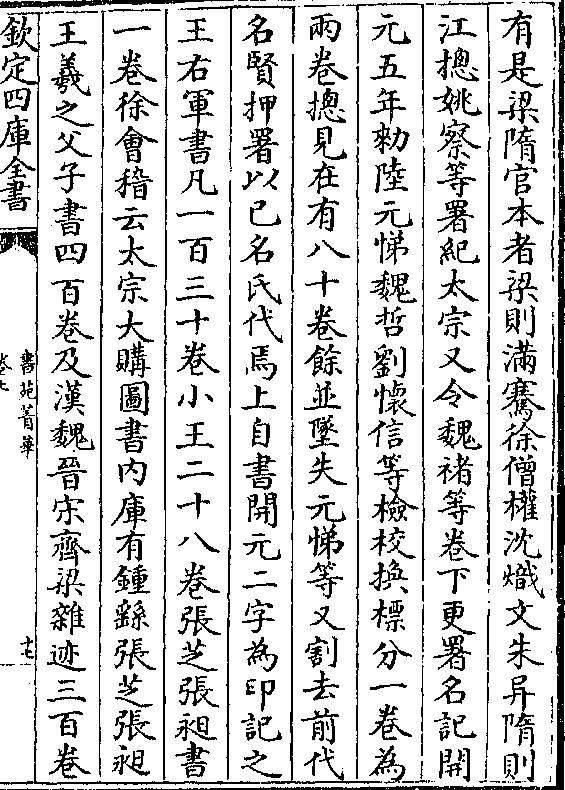 有是梁隋官本者梁則滿騫徐僧權沈熾文朱异隋則
江摠姚察等署紀太宗又令魏褚等卷下更署名記開
元五年勑陸元悌魏哲劉懷信等檢校換標分一卷為
兩卷摠見在有八十卷餘並墜失元悌等又割去前代
名賢押署以己名氏代焉上自書開元二字為印記之
王右軍書凡一百三十卷小王二十八卷張芝張昶書
一卷徐會稽云太宗大購圖書内庫有鍾繇張芝張昶
王羲之父子書四百卷及漢魏晉宋齊梁雜迹三百卷
欽定四庫全書
書苑菁華
卷七
十七